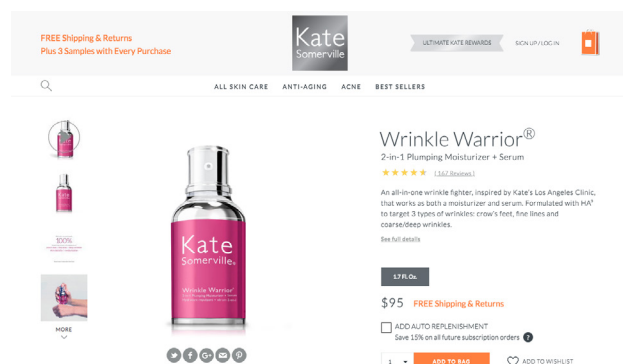 FREE Shipping & Returns
Plus 3 Samples with Every Purchase
Kate
Somerville
ULTIMATE KATE REWARDS
SIGN UP/LOG IN
ALL SKIN CARE ANTI-AGING ACNE BEST SELLERS
100%
MORE
Kate
Somerville®
Wrinkle Warrior®
Wrinkle Warrior®
2-in-1 Plumping Moisturizer + Serum
(167 Reviews)
An all-in-one wrinkle fighter, inspired by Kate's Los Angeles Clinic,
that works as both a moisturizer and serum. Formulated with HA³
to target 3 types of wrinkles: crow's feet, fine lines and
coarse/deep wrinkles.
See full details
1.7 Fl. Oz.
$95 FREE Shipping & Returns
ADD AUTO REPLENISHMENT
Save 15% on all future subscription orders ?
1 ADD TO BAG ADD TO WISHLIST